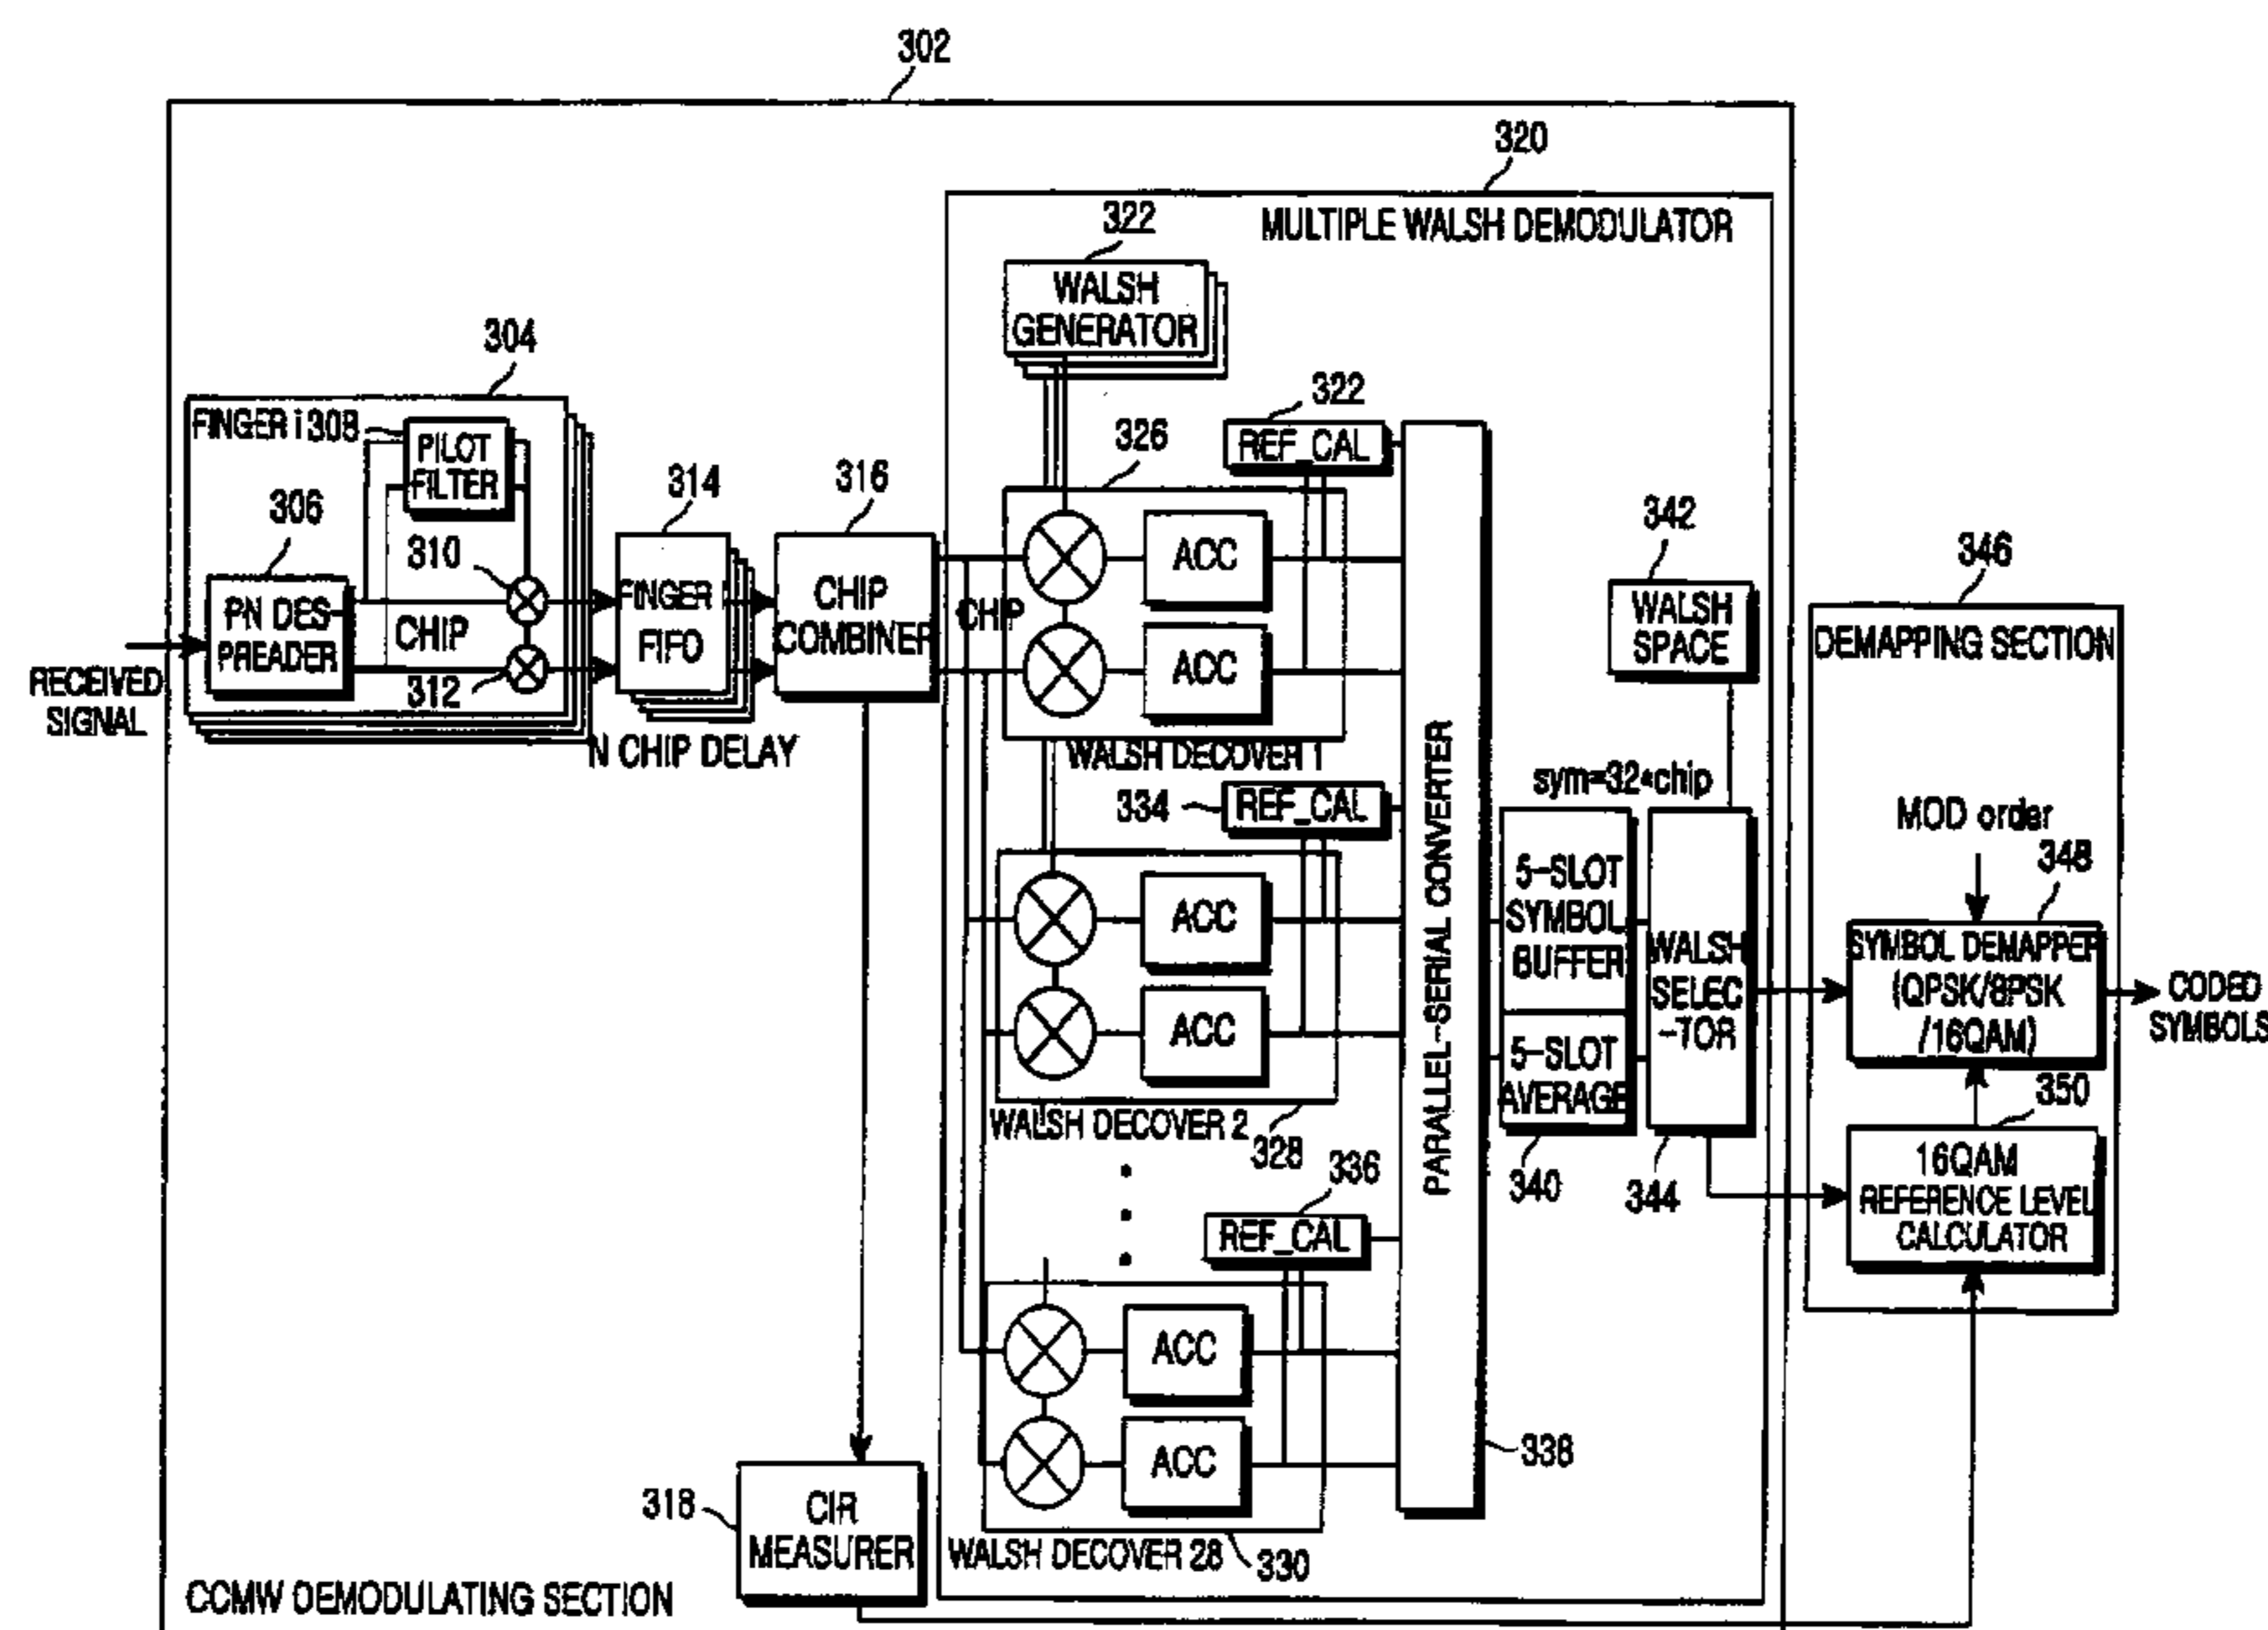 302
320
MULTIPLE WALSH DEMODULATOR
322
WALSH
GENERATOR
304
FINGER i 308
PILOT
FILTER
306
310
PN DES-
PREADER
CHIP
312
RECEIVED
SIGNAL
314
FINGER
FIFO
N CHIP DELAY
316
CHIP
COMBINER
CHIP
326
322
REF_CAL
ACC
ACC
WALSH DECOVER 1
334
REF_CAL
ACC
ACC
WALSH DECOVER 2
328
336
REF_CAL
ACC
ACC
WALSH DECOVER 28
330
PARALLEL-SERIAL CONVERTER
338
342
WALSH
SPACE
sym=32*chip
5-SLOT
SYMBOL
BUFFER
5-SLOT
AVERAGE
340
WALSH
SELEC
-TOR
344
346
DEMAPPING SECTION
MOD order
348
SYMBOL DEMAPPER
(QPSK/8PSK
/16QAM)
CODED
SYMBOLS
350
16QAM
REFERENCE LEVEL
CALCULATOR
318
CIR
MEASURER
CCMW DEMODULATING SECTION